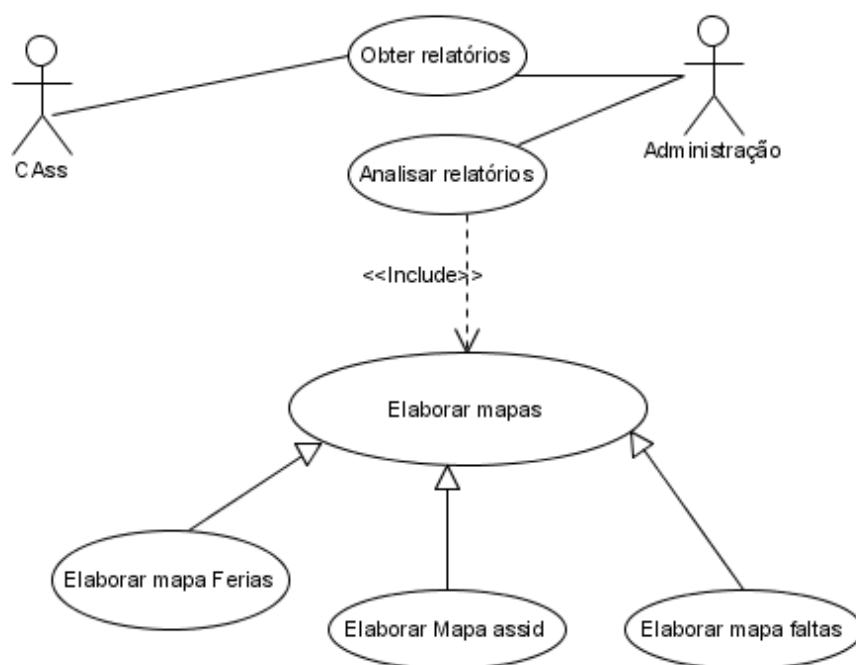 Obter relatórios
CAss
Administração
Analisar relatórios
<<Include>>
Elaborar mapas
Elaborar mapa Ferias
Elaborar Mapa assid
Elaborar mapa faltas